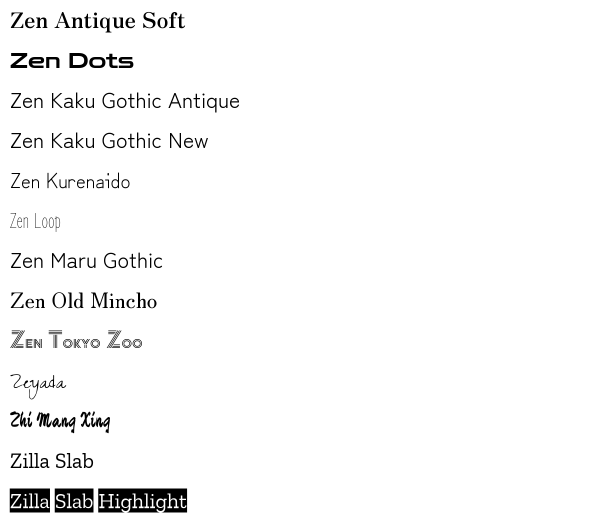 Zen Antique Soft
Zen Dots
Zen Kaku Gothic Antique
Zen Kaku Gothic New
Zen Kurenaido
Zen Loop
Zen Maru Gothic
Zen Old Mincho
Zen Tokyo Zoo
Zeyada
Zhi Mang Xing
Zilla Slab
Zilla Slab Highlight